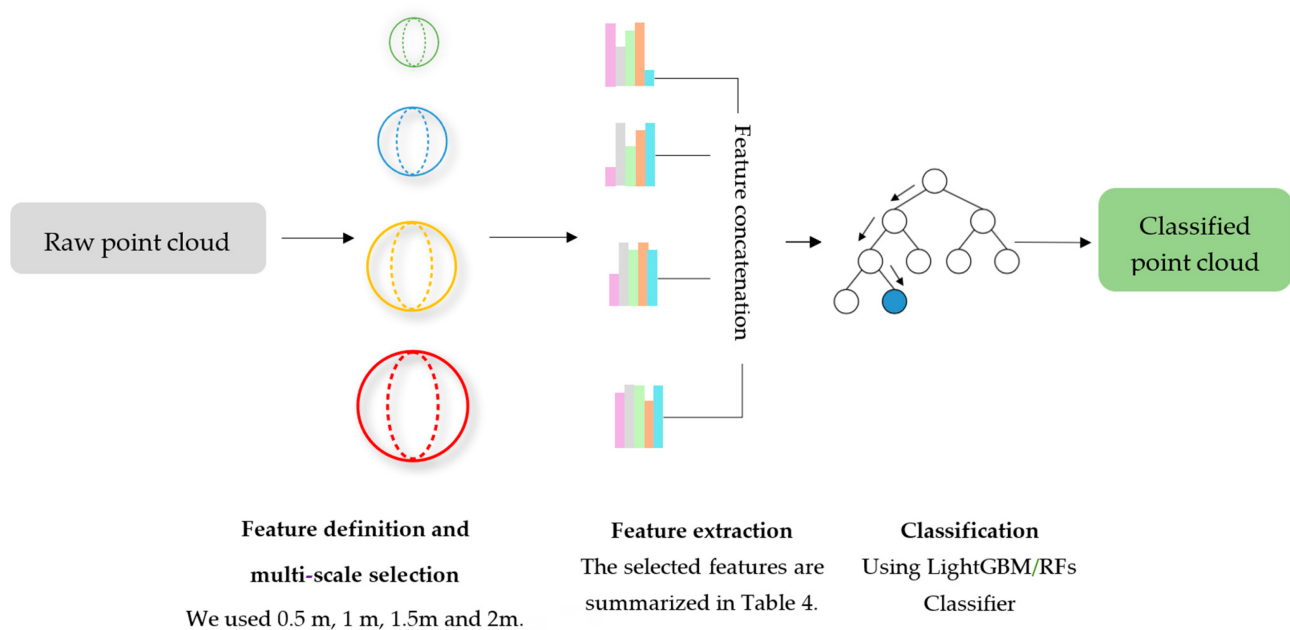 Raw point cloud
Feature concatenation
Classified
point cloud
Feature definition and
multi-scale selection
We used 0.5 m, 1 m, 1.5m and 2m.
Feature extraction
The selected features are
summarized in Table 4.
Classification
Using LightGBM/RFs
Classifier